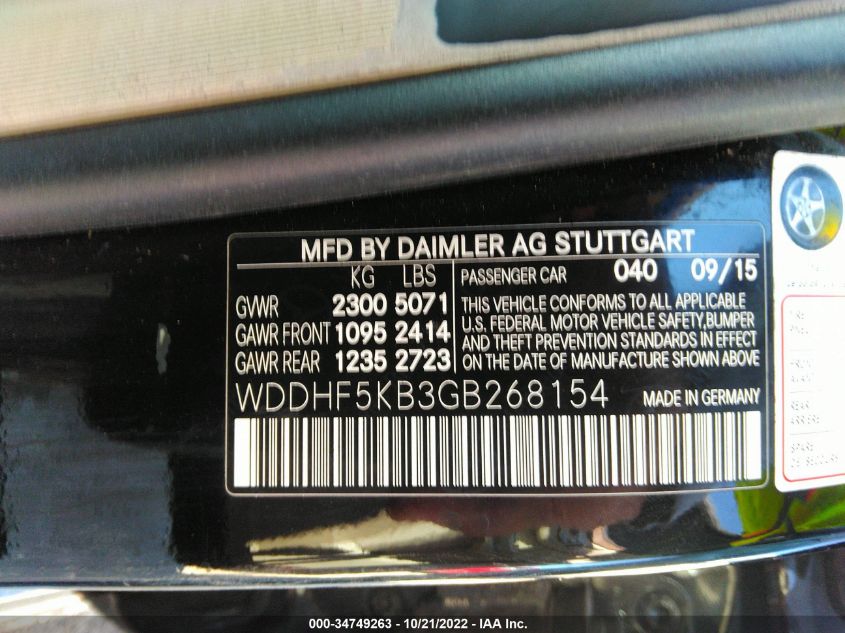 MFD BY DAIMLER AG STUTTGART
KG LBS
GVWR 2300 5071
GAWR FRONT 1095 2414
GAWR REAR 1235 2723
PASSENGER CAR 040 09/15
THIS VEHICLE CONFORMS TO ALL APPLICABLE
U.S. FEDERAL MOTOR VEHICLE SAFETY,BUMPER
AND THEFT PREVENTION STANDARDS IN EFFECT
ON THE DATE OF MANUFACTURE SHOWN ABOVE
WDDHF5KB3GB268154 MADE IN GERMANY
REAR
SPARE
000-34749263 - 10/21/2022 - IAA Inc.